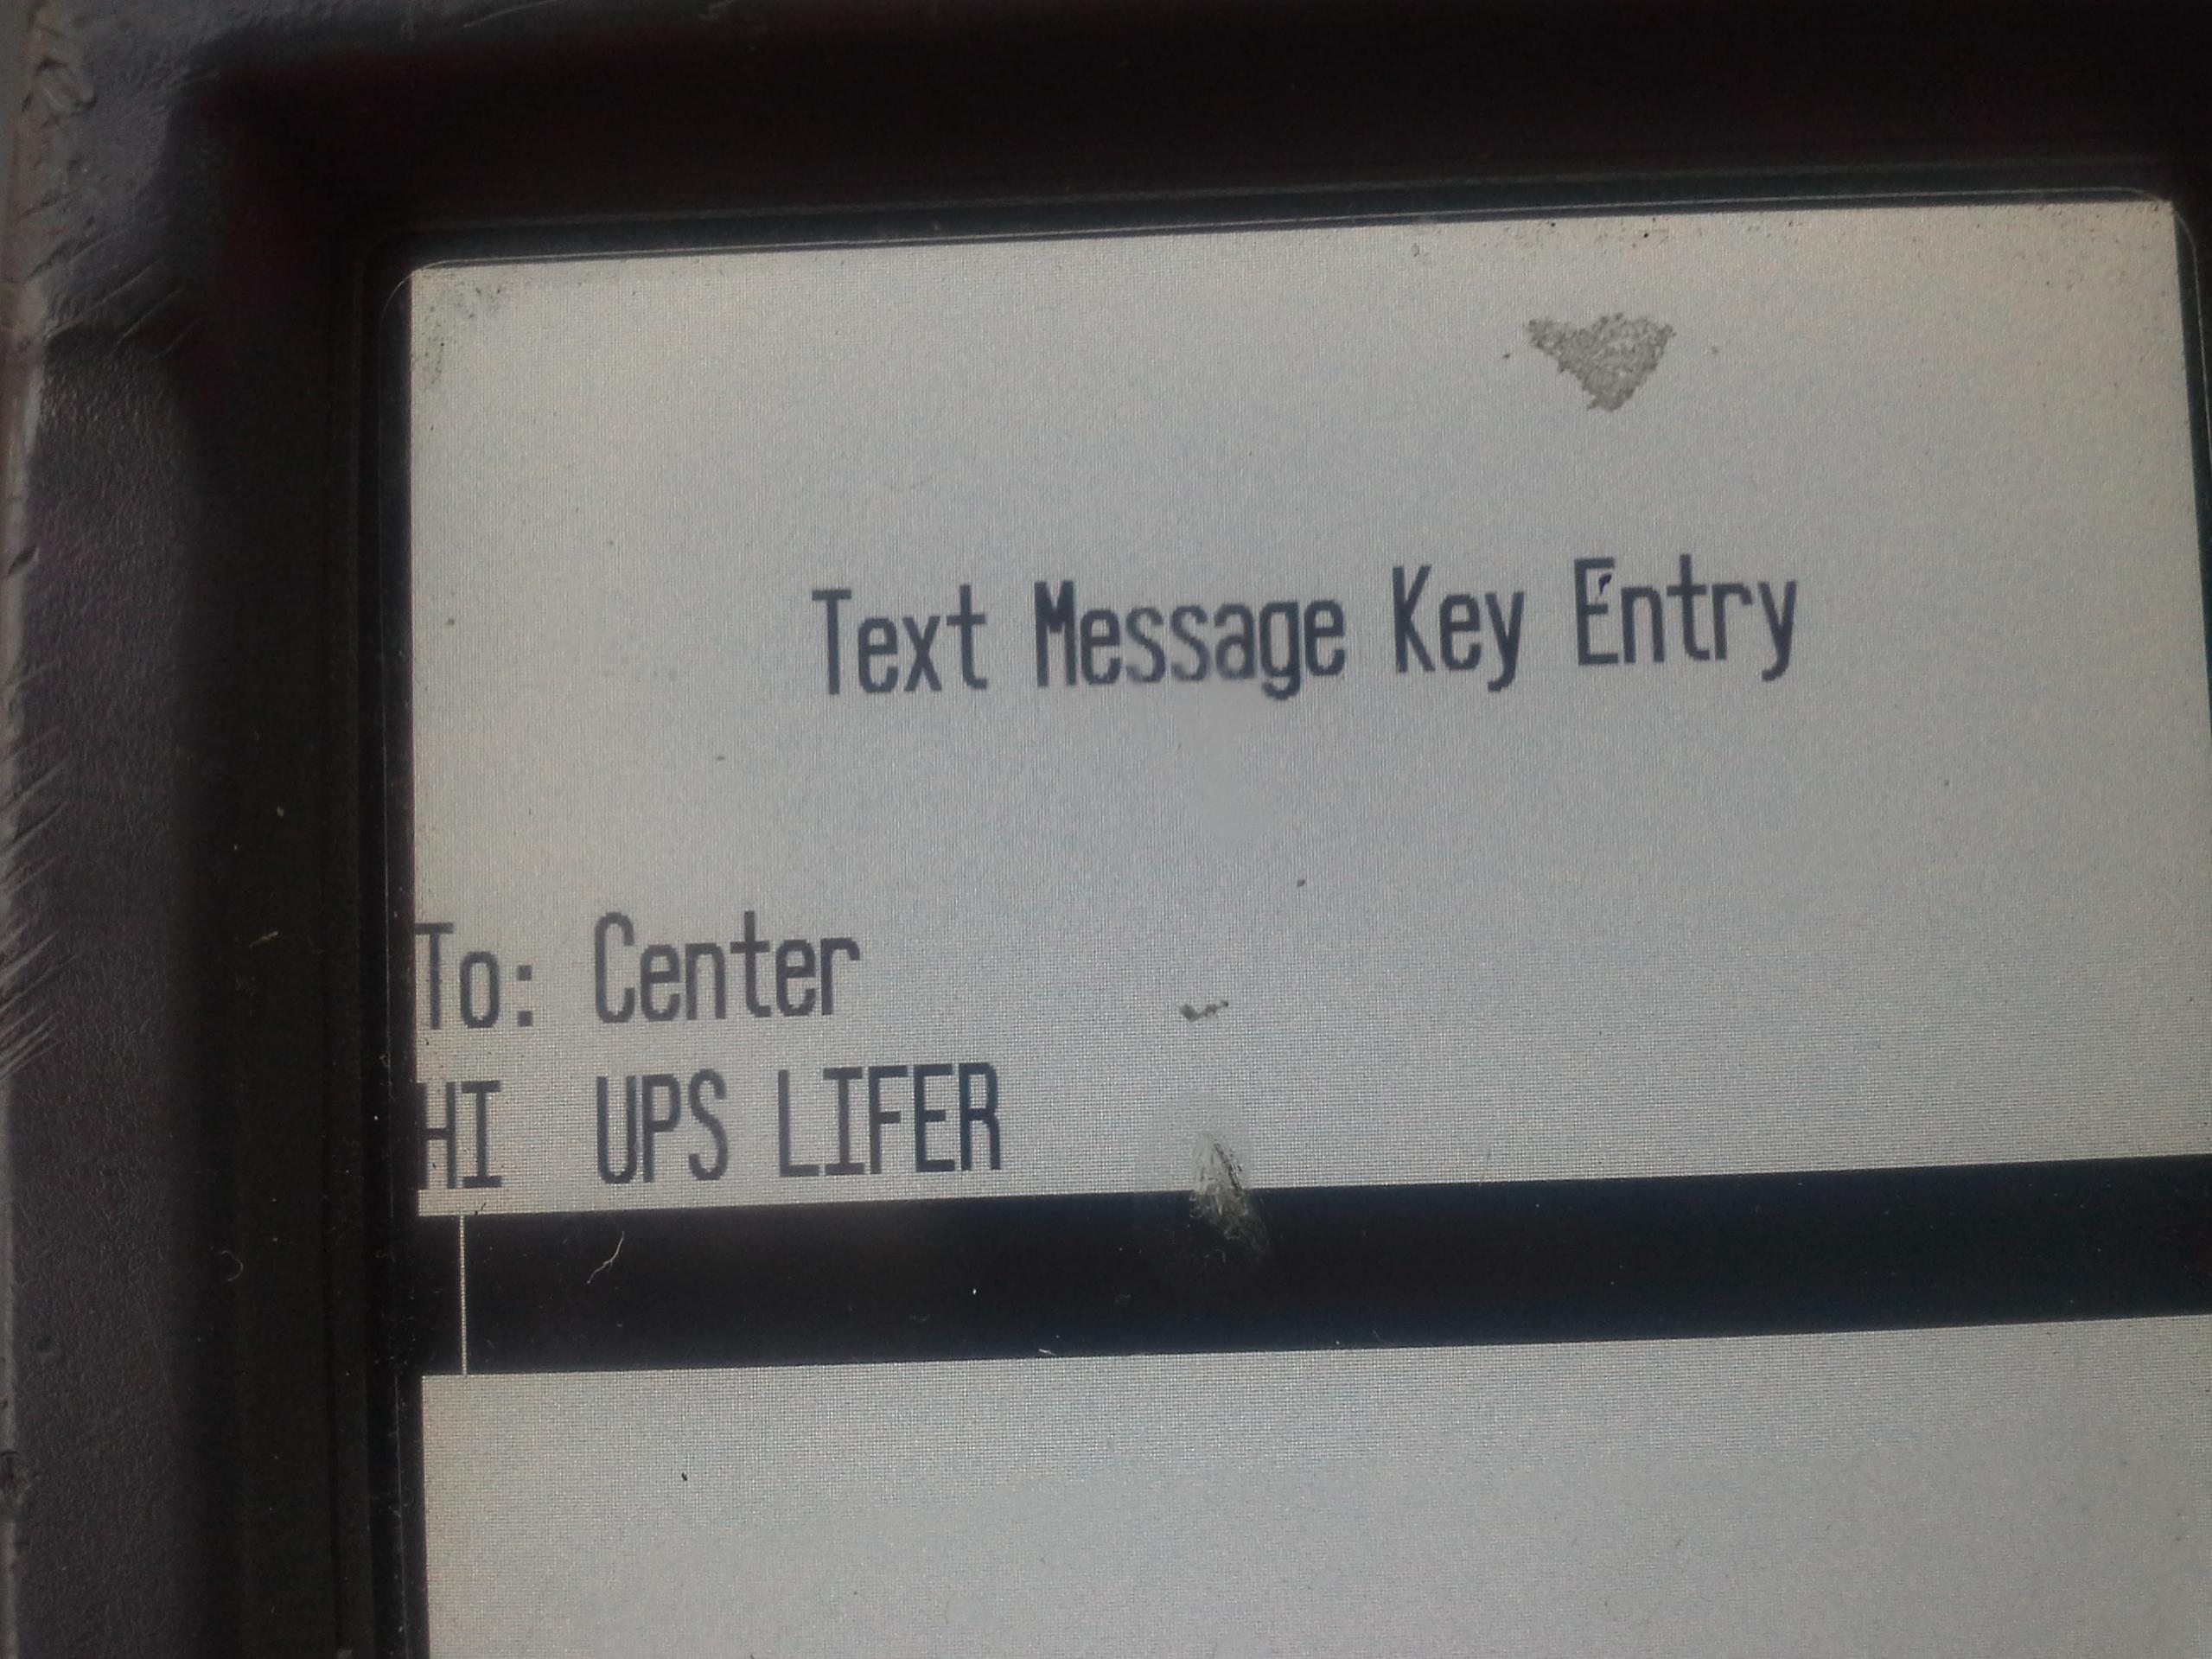 Text Message Key Entry
To: Center
HI  UPS LIFER